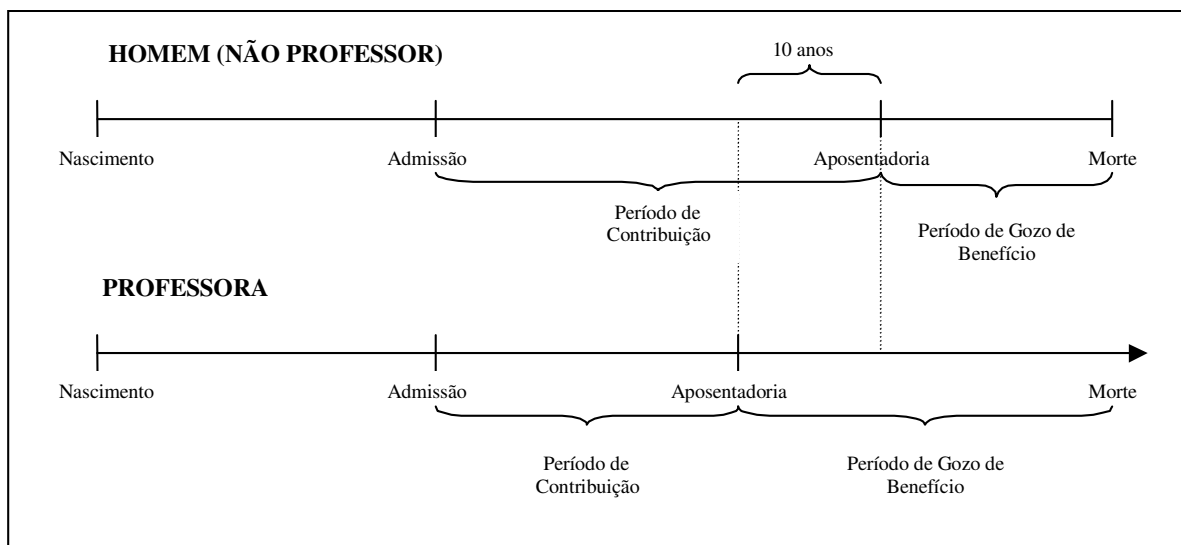 10 anos
HOMEM (NÃO PROFESSOR)
Nascimento Admissão Aposentadoria Morte
Período de
Contribuição
Período de Gozo de
Benefício
PROFESSORA
Nascimento Admissão Aposentadoria Morte
Período de
Contribuição
Período de Gozo de
Benefício